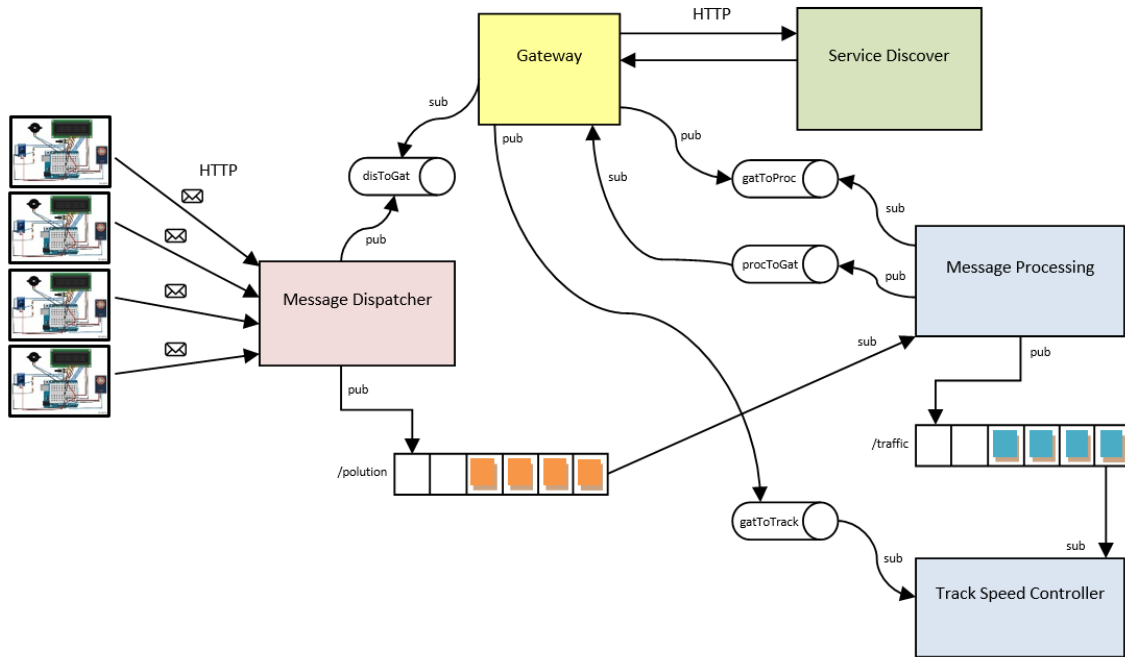 HTTP
Gateway
Service Discover
sub
pub
pub
HTTP
disToGat
sub
gatToProc
sub
pub
procToGat
pub
Message Processing
Message Dispatcher
sub
pub
pub
/traffic
/polution
gatToTrack
sub
sub
Track Speed Controller